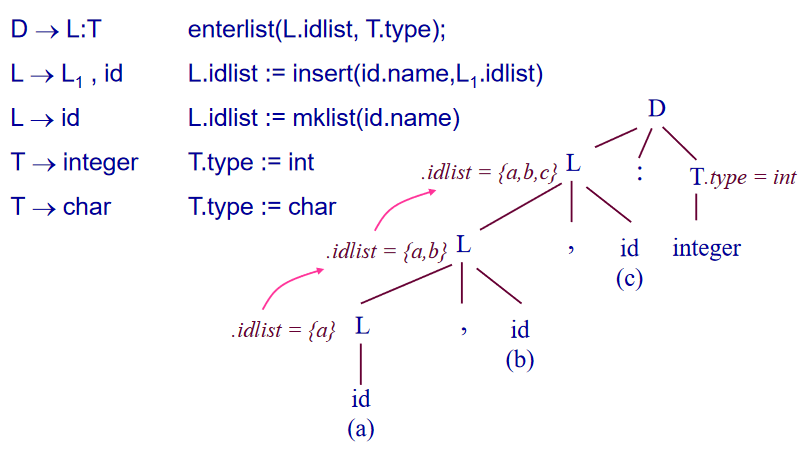 D → L:T enterlist(L.idlist, T.type);
L → L₁ , id L.idlist := insert(id.name,L₁.idlist)
L → id L.idlist := mklist(id.name)
T → integer T.type := int
T → char T.type := char
D
.idlist = {a,b,c} L : T.type = int
.idlist = {a,b} L , id integer
(c)
.idlist = {a} L , id
(b)
id
(a)